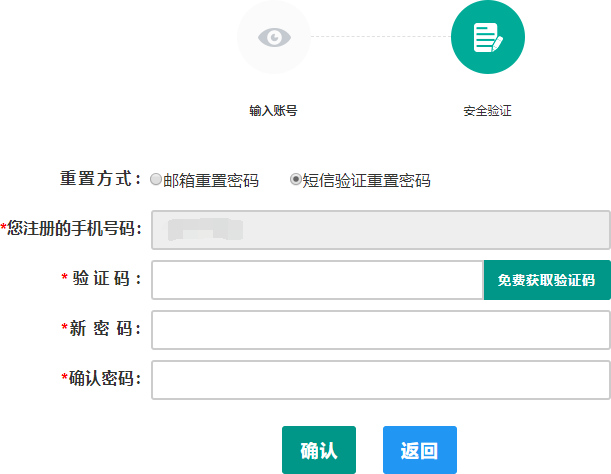 输入账号 安全验证
重置方式: 邮箱重置密码 短信验证重置密码
*您注册的手机号码:
*验证码: 免费获取验证码
*新密码:
*确认密码:
确认 返回